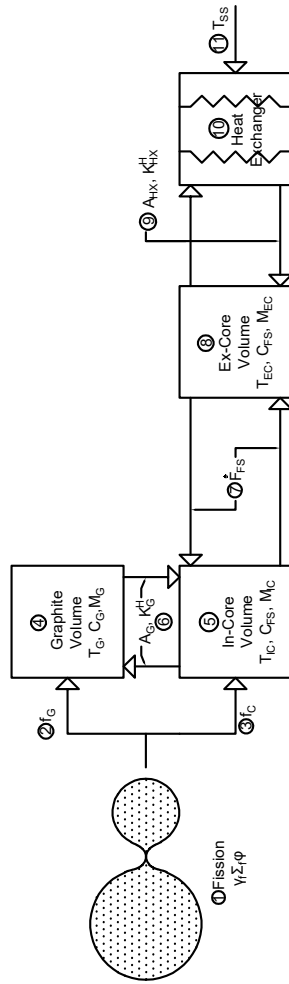 ①Fission
γfΣfφ
②fG
③fC
④
Graphite
Volume
TG, CG,MG
AG, KGH
⑥
⑤
In-Core
Volume
TIC, CFS, MIC
⑦ḞFS
⑧
Ex-Core
Volume
TEC, CFS, MEC
⑨ AHX, KHXH
⑩
Heat
Exchanger
⑪ TSS